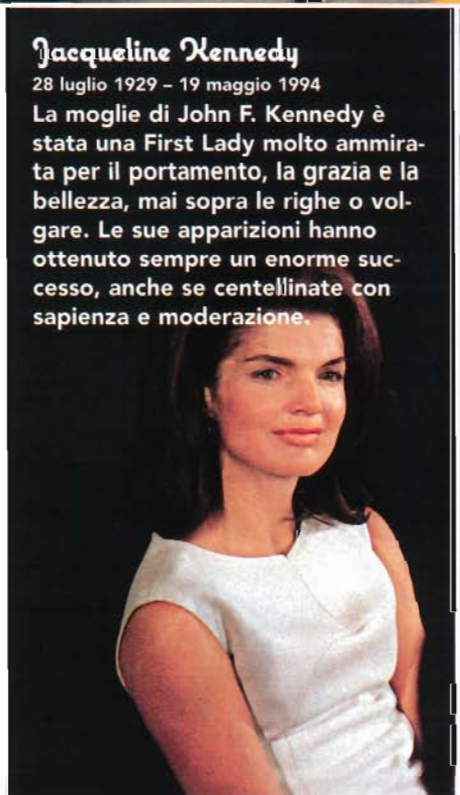 Jacqueline Kennedy
28 luglio 1929 – 19 maggio 1994
La moglie di John F. Kennedy è
stata una First Lady molto ammira-
ta per il portamento, la grazia e la
bellezza, mai sopra le righe o vol-
gare. Le sue apparizioni hanno
ottenuto sempre un enorme suc-
cesso, anche se centellinate con
sapienza e moderazione.